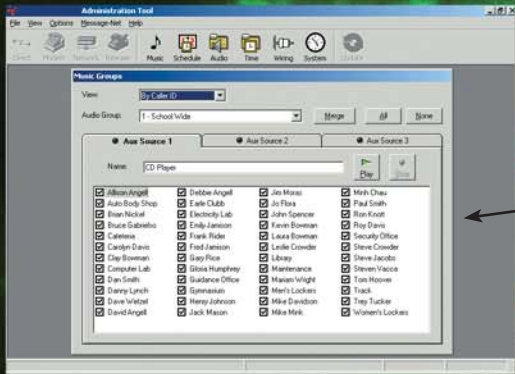 Administration Tool
File View Options Message-Net Help
Direct Modem Network Browser Music Schedule Audio Time Wiring System Update
Music Groups
View: By Caller ID
Audio Group: 1 - School Wide Merge All None
Aux Source 1 Aux Source 2 Aux Source 3
Name: CD Player Play Stop
Allison Angell Debbie Angell Jim Moras Minh Chau
Auto Body Shop Earle Clubb Jo Flora Paul Smith
Brian Nickel Electricity Lab John Spencer Ron Knott
Bruce Gabrielso Emily Jamison Kevin Bowman Roy Davis
Cafeteria Frank Rider Laura Bowman Security Office
Carolyn Davis Fred Jamison Leslie Crowder Steve Crowder
Clay Bowman Gary Rice Library Steve Jacobs
Computer Lab Gloria Humphrey Maintenance Steven Vacca
Dan Smith Guidance Office Marian Wright Tom Hoover
Danny Lynch Gymnasium Men's Lockers Track
Dave Wetzel Henry Johnson Mike Davidson Trey Tucker
David Angell Jack Mason Mike Mink Women's Lockers